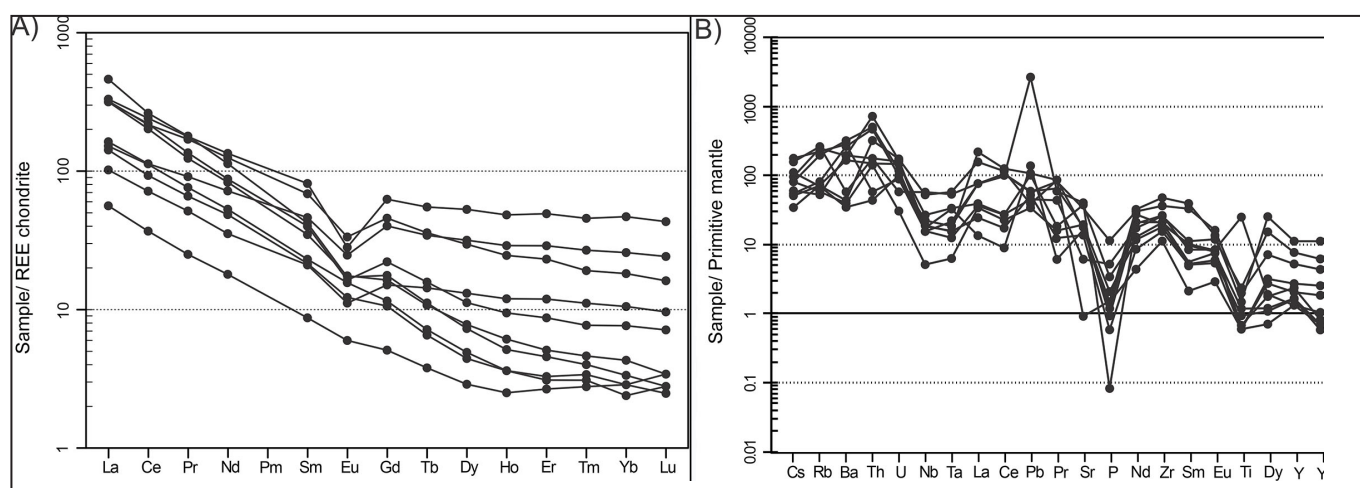 A)
Sample/ REE chondrite
1000
100
10
1
La Ce Pr Nd Pm Sm Eu Gd Tb Dy Ho Er Tm Yb Lu
B)
Sample/ Primitive mantle
10000
1000
100
10
1
0.1
0.01
Cs Rb Ba Th U Nb Ta La Ce Pb Pr Sr P Nd Zr Sm Eu Ti Dy Y Y